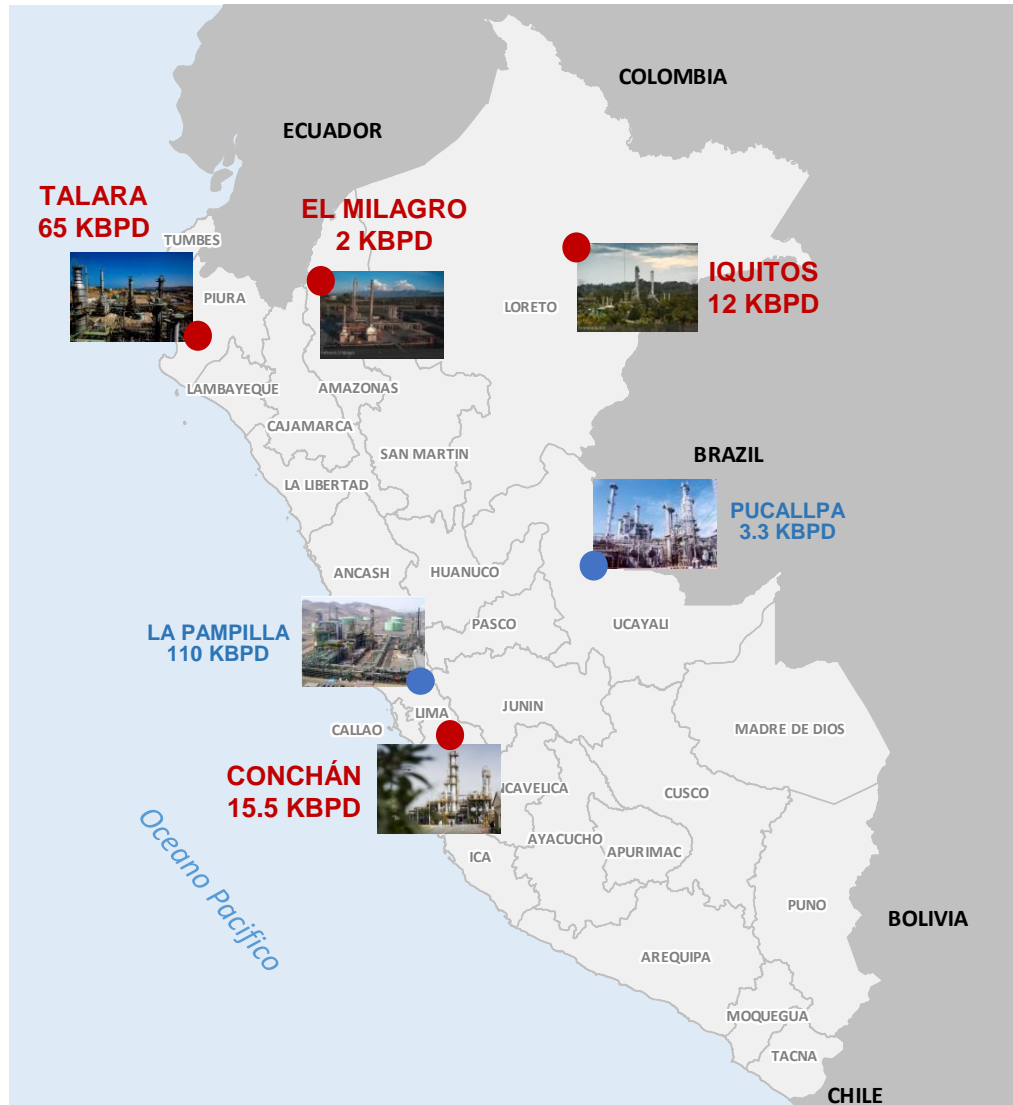 COLOMBIA
ECUADOR
TALARA
65 KBPD
EL MILAGRO
2 KBPD
TUMBES
IQUITOS
12 KBPD
PIURA
LORETO
LAMBAYEQUE
AMAZONAS
CAJAMARCA
SAN MARTIN
BRAZIL
LA LIBERTAD
PUCALLPA
3.3 KBPD
ANCASH
HUANUCO
PASCO
UCAYALI
LA PAMPILLA
110 KBPD
JUNIN
LIMA
CALLAO
MADRE DE DIOS
CONCHÁN
15.5 KBPD
NCAVELICA
CUSCO
AYACUCHO
APURIMAC
ICA
Oceano Pacifico
PUNO
BOLIVIA
AREQUIPA
MOQUEGUA
TACNA
CHILE